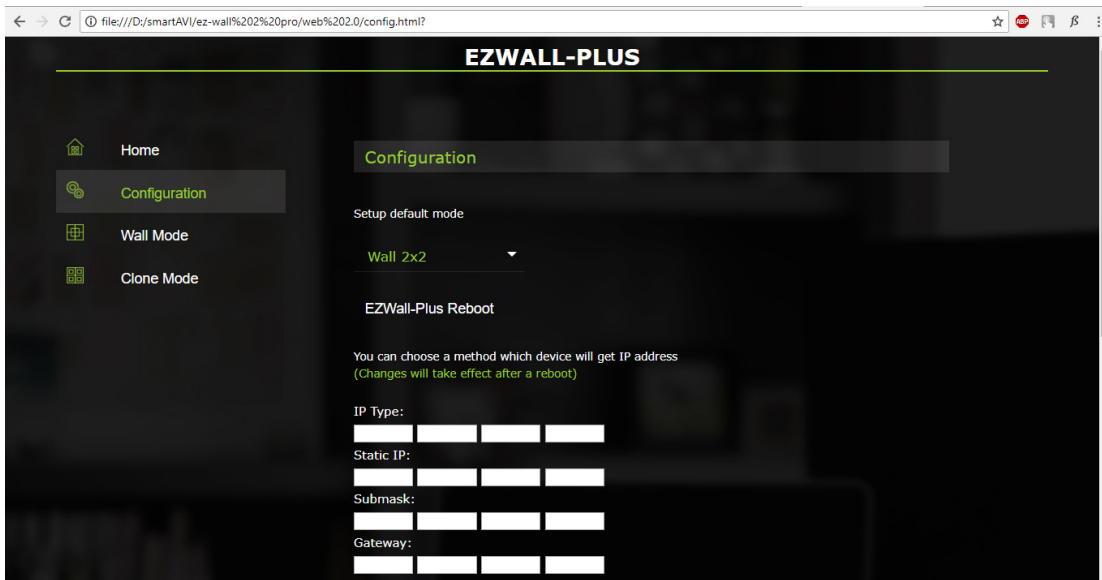 file:///D:/smartAVI/ez-wall%202%20pro/web%202.0/config.html?
ABP
EZWALL-PLUS
Home
Configuration
Wall Mode
Clone Mode
Configuration
Setup default mode
Wall 2x2
EZWall-Plus Reboot
You can choose a method which device will get IP address
(Changes will take effect after a reboot)
IP Type:
Static IP:
Submask:
Gateway: